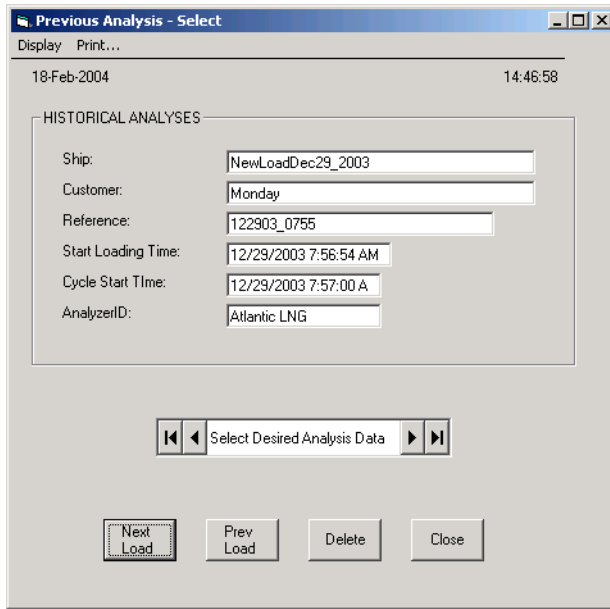 Previous Analysis - Select
Display Print...
18-Feb-2004 14:46:58
HISTORICAL ANALYSES
Ship: NewLoadDec29_2003
Customer: Monday
Reference: 122903_0755
Start Loading Time: 12/29/2003 7:56:54 AM
Cycle Start TIme: 12/29/2003 7:57:00 A
AnalyzerID: Atlantic LNG
Select Desired Analysis Data
Next Load
Prev Load
Delete
Close